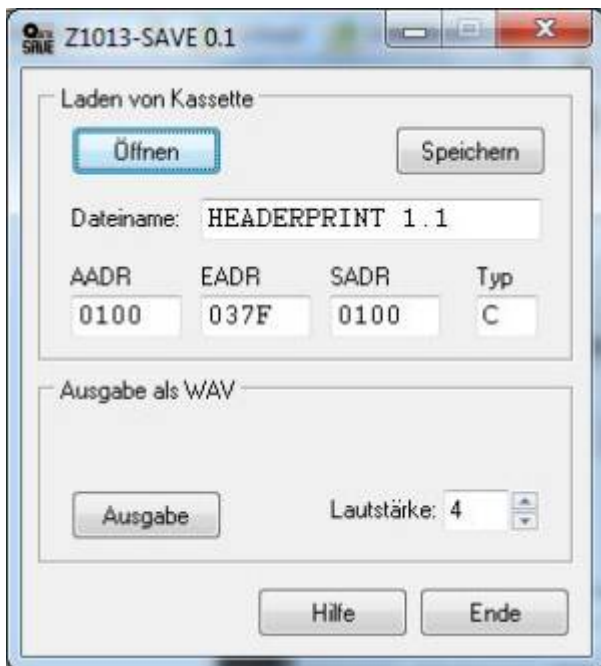 SAVE Z1013-SAVE 0.1
Laden von Kassette
Öffnen Speichern
Dateiname: HEADERPRINT 1.1
AADR EADR SADR Typ
0100 037F 0100 C
Ausgabe als WAV
Ausgabe Lautstärke: 4
Hilfe Ende